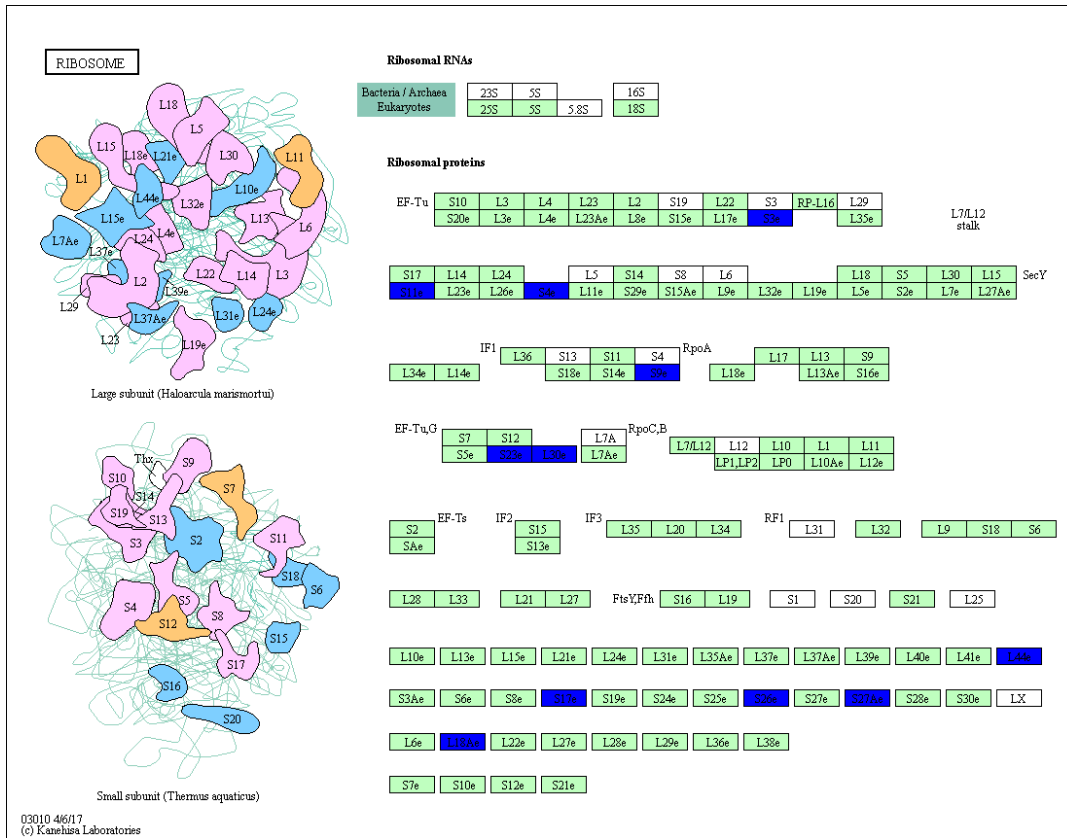 RIBOSOME
L18
L5
L15
L18e
L21e
L30
L11
L1
L44e
L10e
L32e
L15e
L13
L7Ae
L24
L4e
L6
L37e
L2
L22
L14
L3
L39e
L29
L37Ae
L31e
L24e
L23
L19e
Large subunit (Haloarcula marismortui)
Thx
S9
S10
S14
S7
S19
S13
S3
S2
S11
S18
S6
S4
S5
S12
S8
S15
S17
S16
S20
Small subunit (Thermus aquaticus)
03010 4/6/17
(c) Kanehisa Laboratories
Ribosomal RNAs
Bacteria / Archaea 23S 5S 16S
Eukaryotes 25S 5S 5.8S 18S
Ribosomal proteins
EF-Tu S10 L3 L4 L23 L2 S19 L22 S3 RP-L16 L29
S20e L3e L4e L23Ae L8e S15e L17e S3e L35e
L7/L12
stalk
S17 L14 L24 L5 S14 S8 L6 L18 S5 L30 L15 SecY
S11e L23e L26e S4e L11e S29e S15Ae L9e L32e L19e L5e S2e L7e L27Ae
IF1 L36 S13 S11 S4 RpoA L17 L13 S9
L34e L14e S18e S14e S9e L18e L13Ae S16e
EF-Tu,G S7 S12 L7A RpoC,B L7/L12 L12 L10 L1 L11
S5e S23e L30e L7Ae LP1,LP2 LP0 L10Ae L12e
S2 EF-Ts IF2 S15 IF3 L35 L20 L34 RF1 L31 L32 L9 S18 S6
SAe S13e
L28 L33 L21 L27 FtsY,Ffh S16 L19 S1 S20 S21 L25
L10e L13e L15e L21e L24e L31e L35Ae L37e L37Ae L39e L40e L41e L44e
S3Ae S6e S8e S17e S19e S24e S25e S26e S27e S27Ae S28e S30e LX
L6e L18Ae L22e L27e L28e L29e L36e L38e
S7e S10e S12e S21e